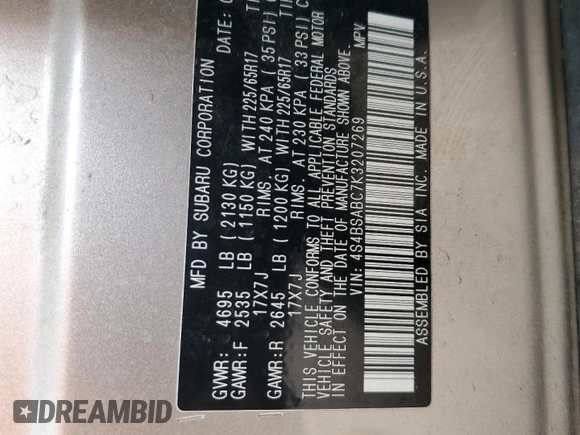 MFD BY SUBARU CORPORATION DATE:
GVWR: 4695 LB ( 2130 KG)
GAWR:F 2535 LB ( 1150 KG) WITH 225/65R17
17X7J RIMS. AT 240 KPA ( 35 PSI)
GAWR:R 2645 LB ( 1200 KG) WITH 225/65R17
17X7J RIMS. AT 230 KPA ( 33 PSI)
THIS VEHICLE CONFORMS TO ALL APPLICABLE FEDERAL MOTOR
VEHICLE SAFETY AND THEFT PREVENTION STANDARDS
IN EFFECT ON THE DATE OF MANUFACTURE SHOWN ABOVE.
VIN: 4S4BSABC7K3207269 MPV
ASSEMBLED BY SIA INC. MADE IN U.S.A.
DREAMBID